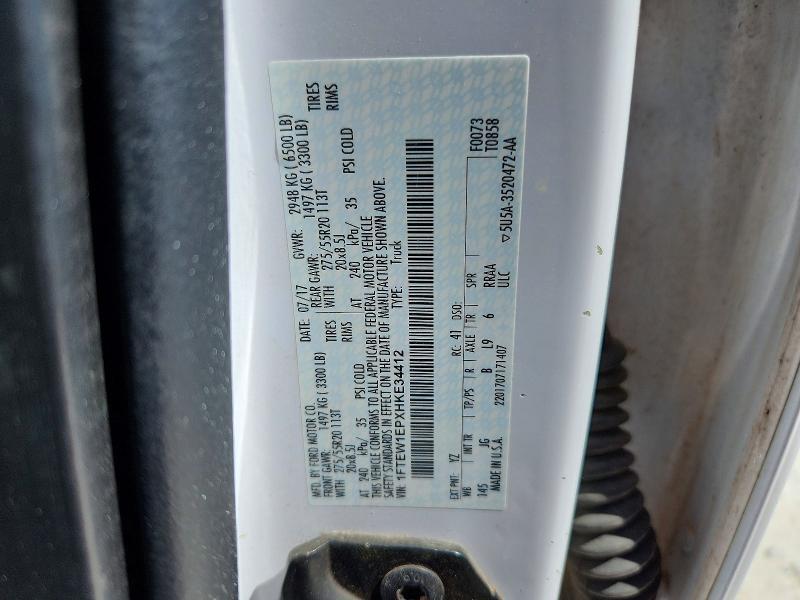 MFD. BY FORD MOTOR CO.
DATE: 07/17 GVWR: 2948 KG ( 6500 LB)
FRONT GAWR: 1497 KG ( 3300 LB) REAR GAWR: 1497 KG ( 3300 LB)
WITH 275/55R20 113T TIRES WITH 275/55R20 113T TIRES
20x8.5J RIMS 20x8.5J RIMS
AT 240 kPa/ 35 PSI COLD AT 240 kPa/ 35 PSI COLD
THIS VEHICLE CONFORMS TO ALL APPLICABLE FEDERAL MOTOR VEHICLE
SAFETY STANDARDS IN EFFECT ON THE DATE OF MANUFACTURE SHOWN ABOVE.
VIN: 1FTEW1EPXHKE34412 TYPE: Truck
EXT PNT: YZ RC: 41 DSO: F0073
T0858
WB INT TR TP/PS R AXLE TR SPR
145 JG B L9 6 RRAA
MADE IN U.S.A. 2201707171407 ULC 5U5A-3520472-AA